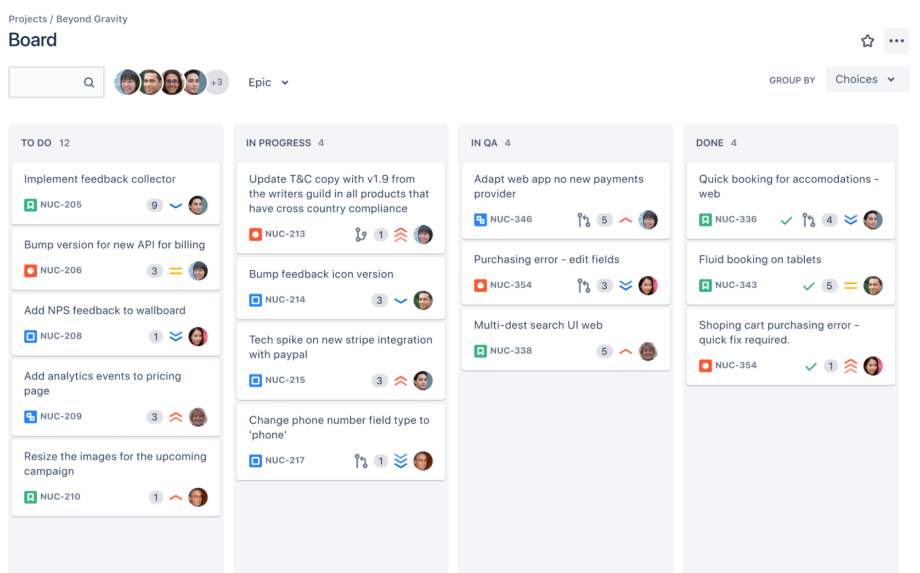 Projects / Beyond Gravity
Board
+3
Epic
GROUP BY
Choices
TO DO 12
Implement feedback collector
NUC-205
9
Bump version for new API for billing
NUC-206
3
Add NPS feedback to wallboard
NUC-208
1
Add analytics events to pricing
page
NUC-209
3
Resize the images for the upcoming
campaign
NUC-210
1
IN PROGRESS 4
Update T&C copy with v1.9 from
the writers guild in all products that
have cross country compliance
NUC-213
1
Bump feedback icon version
NUC-214
3
Tech spike on new stripe integration
with paypal
NUC-215
3
Change phone number field type to
'phone'
NUC-217
1
IN QA 4
Adapt web app no new payments
provider
NUC-346
5
Purchasing error - edit fields
NUC-354
3
Multi-dest search UI web
NUC-338
5
DONE 4
Quick booking for accomodations -
web
NUC-336
4
Fluid booking on tablets
NUC-343
5
Shoping cart purchasing error -
quick fix required.
NUC-354
1